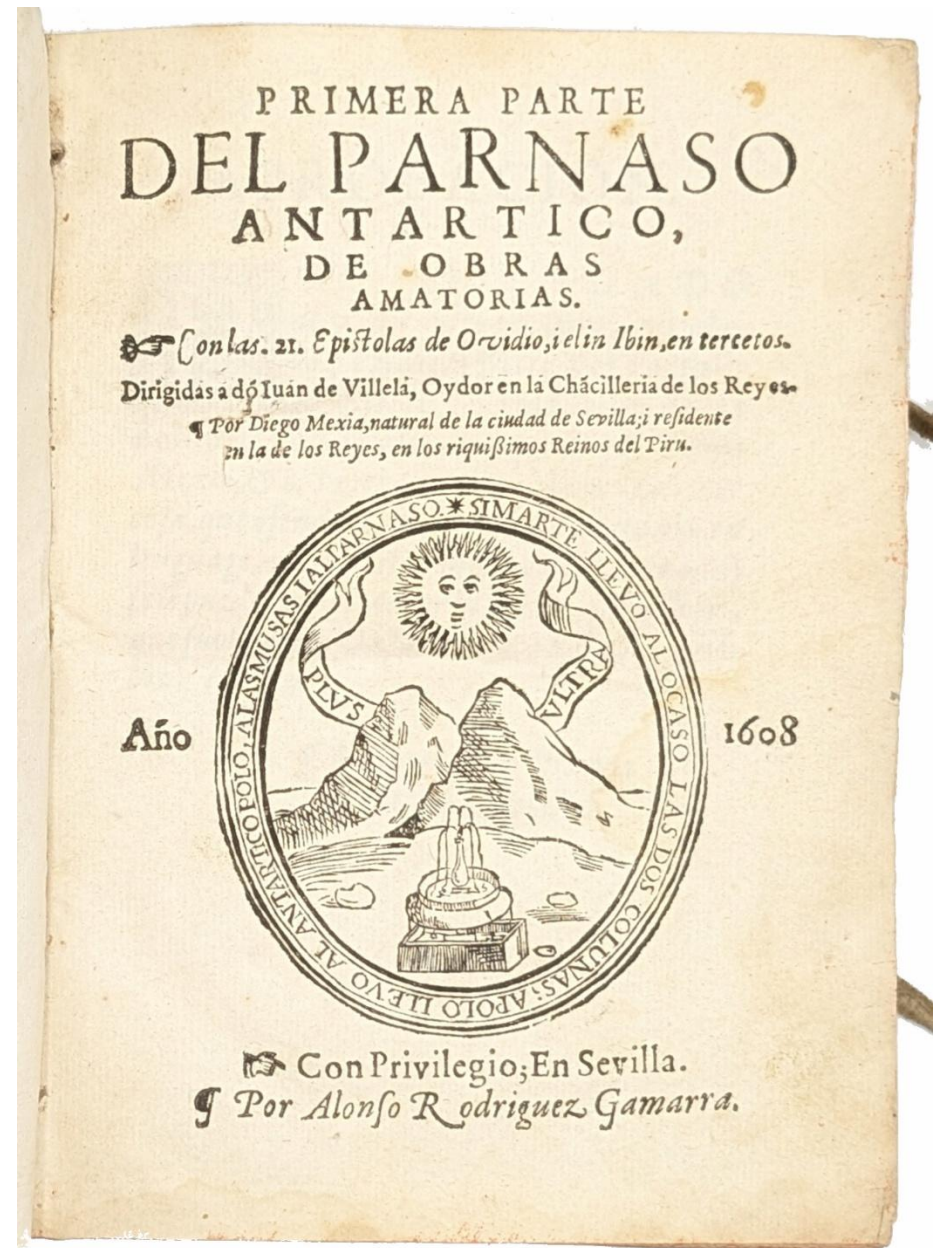 PRIMERA PARTE
DEL PARNASO
ANTARTICO,
DE OBRAS
AMATORIAS.
☞ Con las. 21. Epistolas de Ovidio, i el in Ibin, en tercetos.
Dirigidas a dõ Iuan de Villela, Oydor en la Chãcilleria de los Reyes.
¶ Por Diego Mexia, natural de la ciudad de Sevilla; i residente
en la de los Reyes, en los riquißimos Reinos del Piru.
SI MARTE LLEVÒ AL OCASO LAS DOS COLUNAS; APOLO LLEVO AL ANTARTICO POLO, A LAS MUSAS I AL PARNASO.
PLVS VLTRA
Año 1608
☞ Con Privilegio; En Sevilla.
¶ Por Alonso Rodriguez Gamarra.